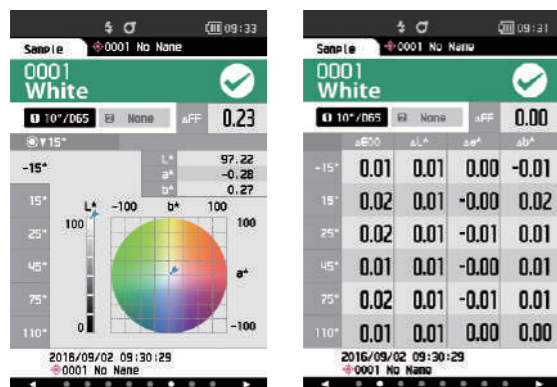 09:33
Sample 0001 No Name
0001
White
10°/D65 None ΔFF 0.23
15°
-15° L* 97.22
a* -0.28
b* 0.27
15°
25°
45°
75°
110°
L* -100 b* 100
100 100
a*
0 -100
2016/09/02 09:30:29
0001 No Name
09:31
Sample 0001 No Name
0001
White
10°/D65 None ΔFF 0.00
ΔE00 ΔL* Δa* Δb*
-15° 0.01 0.01 0.00 -0.01
15° 0.02 0.01 -0.00 0.02
25° 0.02 0.01 -0.01 0.01
45° 0.01 0.01 -0.00 0.01
75° 0.02 0.01 -0.01 0.01
110° 0.01 0.01 0.00 0.00
2016/09/02 09:30:29
0001 No Name